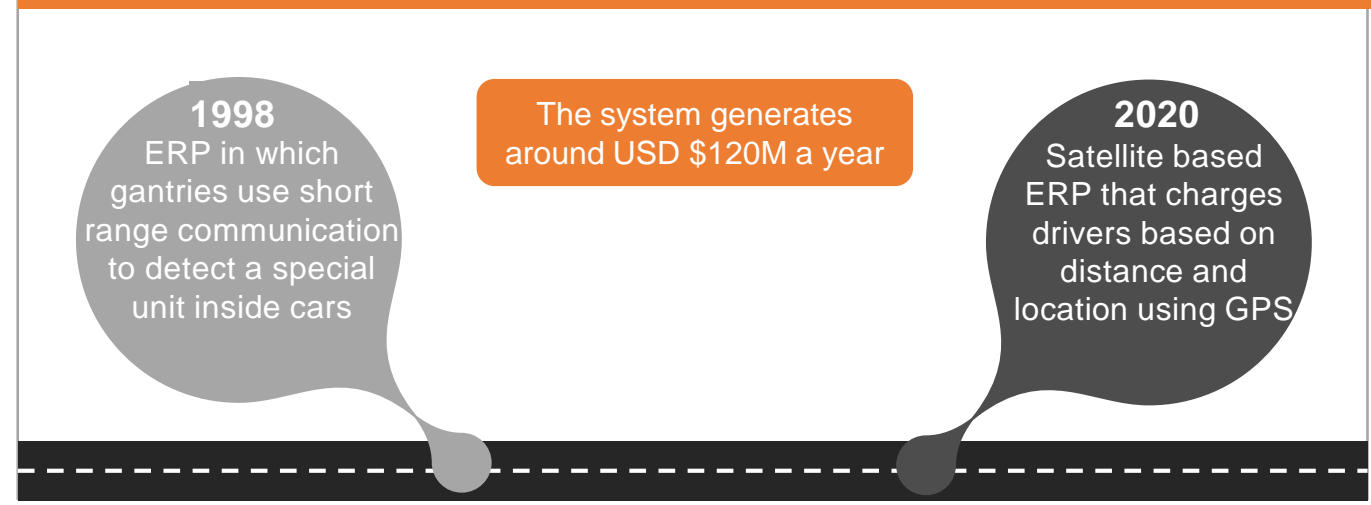 1998
ERP in which
gantries use short
range communication
to detect a special
unit inside cars
The system generates
around USD $120M a year
2020
Satellite based
ERP that charges
drivers based on
distance and
location using GPS